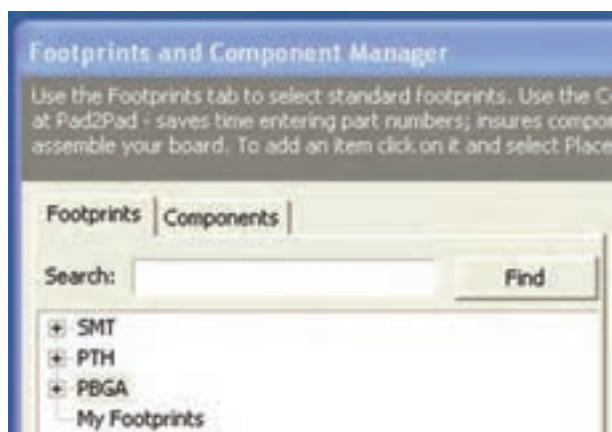 Footprints and Component Manager
Use the Footprints tab to select standard footprints. Use the
at Pad2Pad - saves time entering part numbers; insures
assemble your board. To add an item click on it and select Place
Footprints Components
Search: Find
SMT
PTH
PBGA
My Footprints